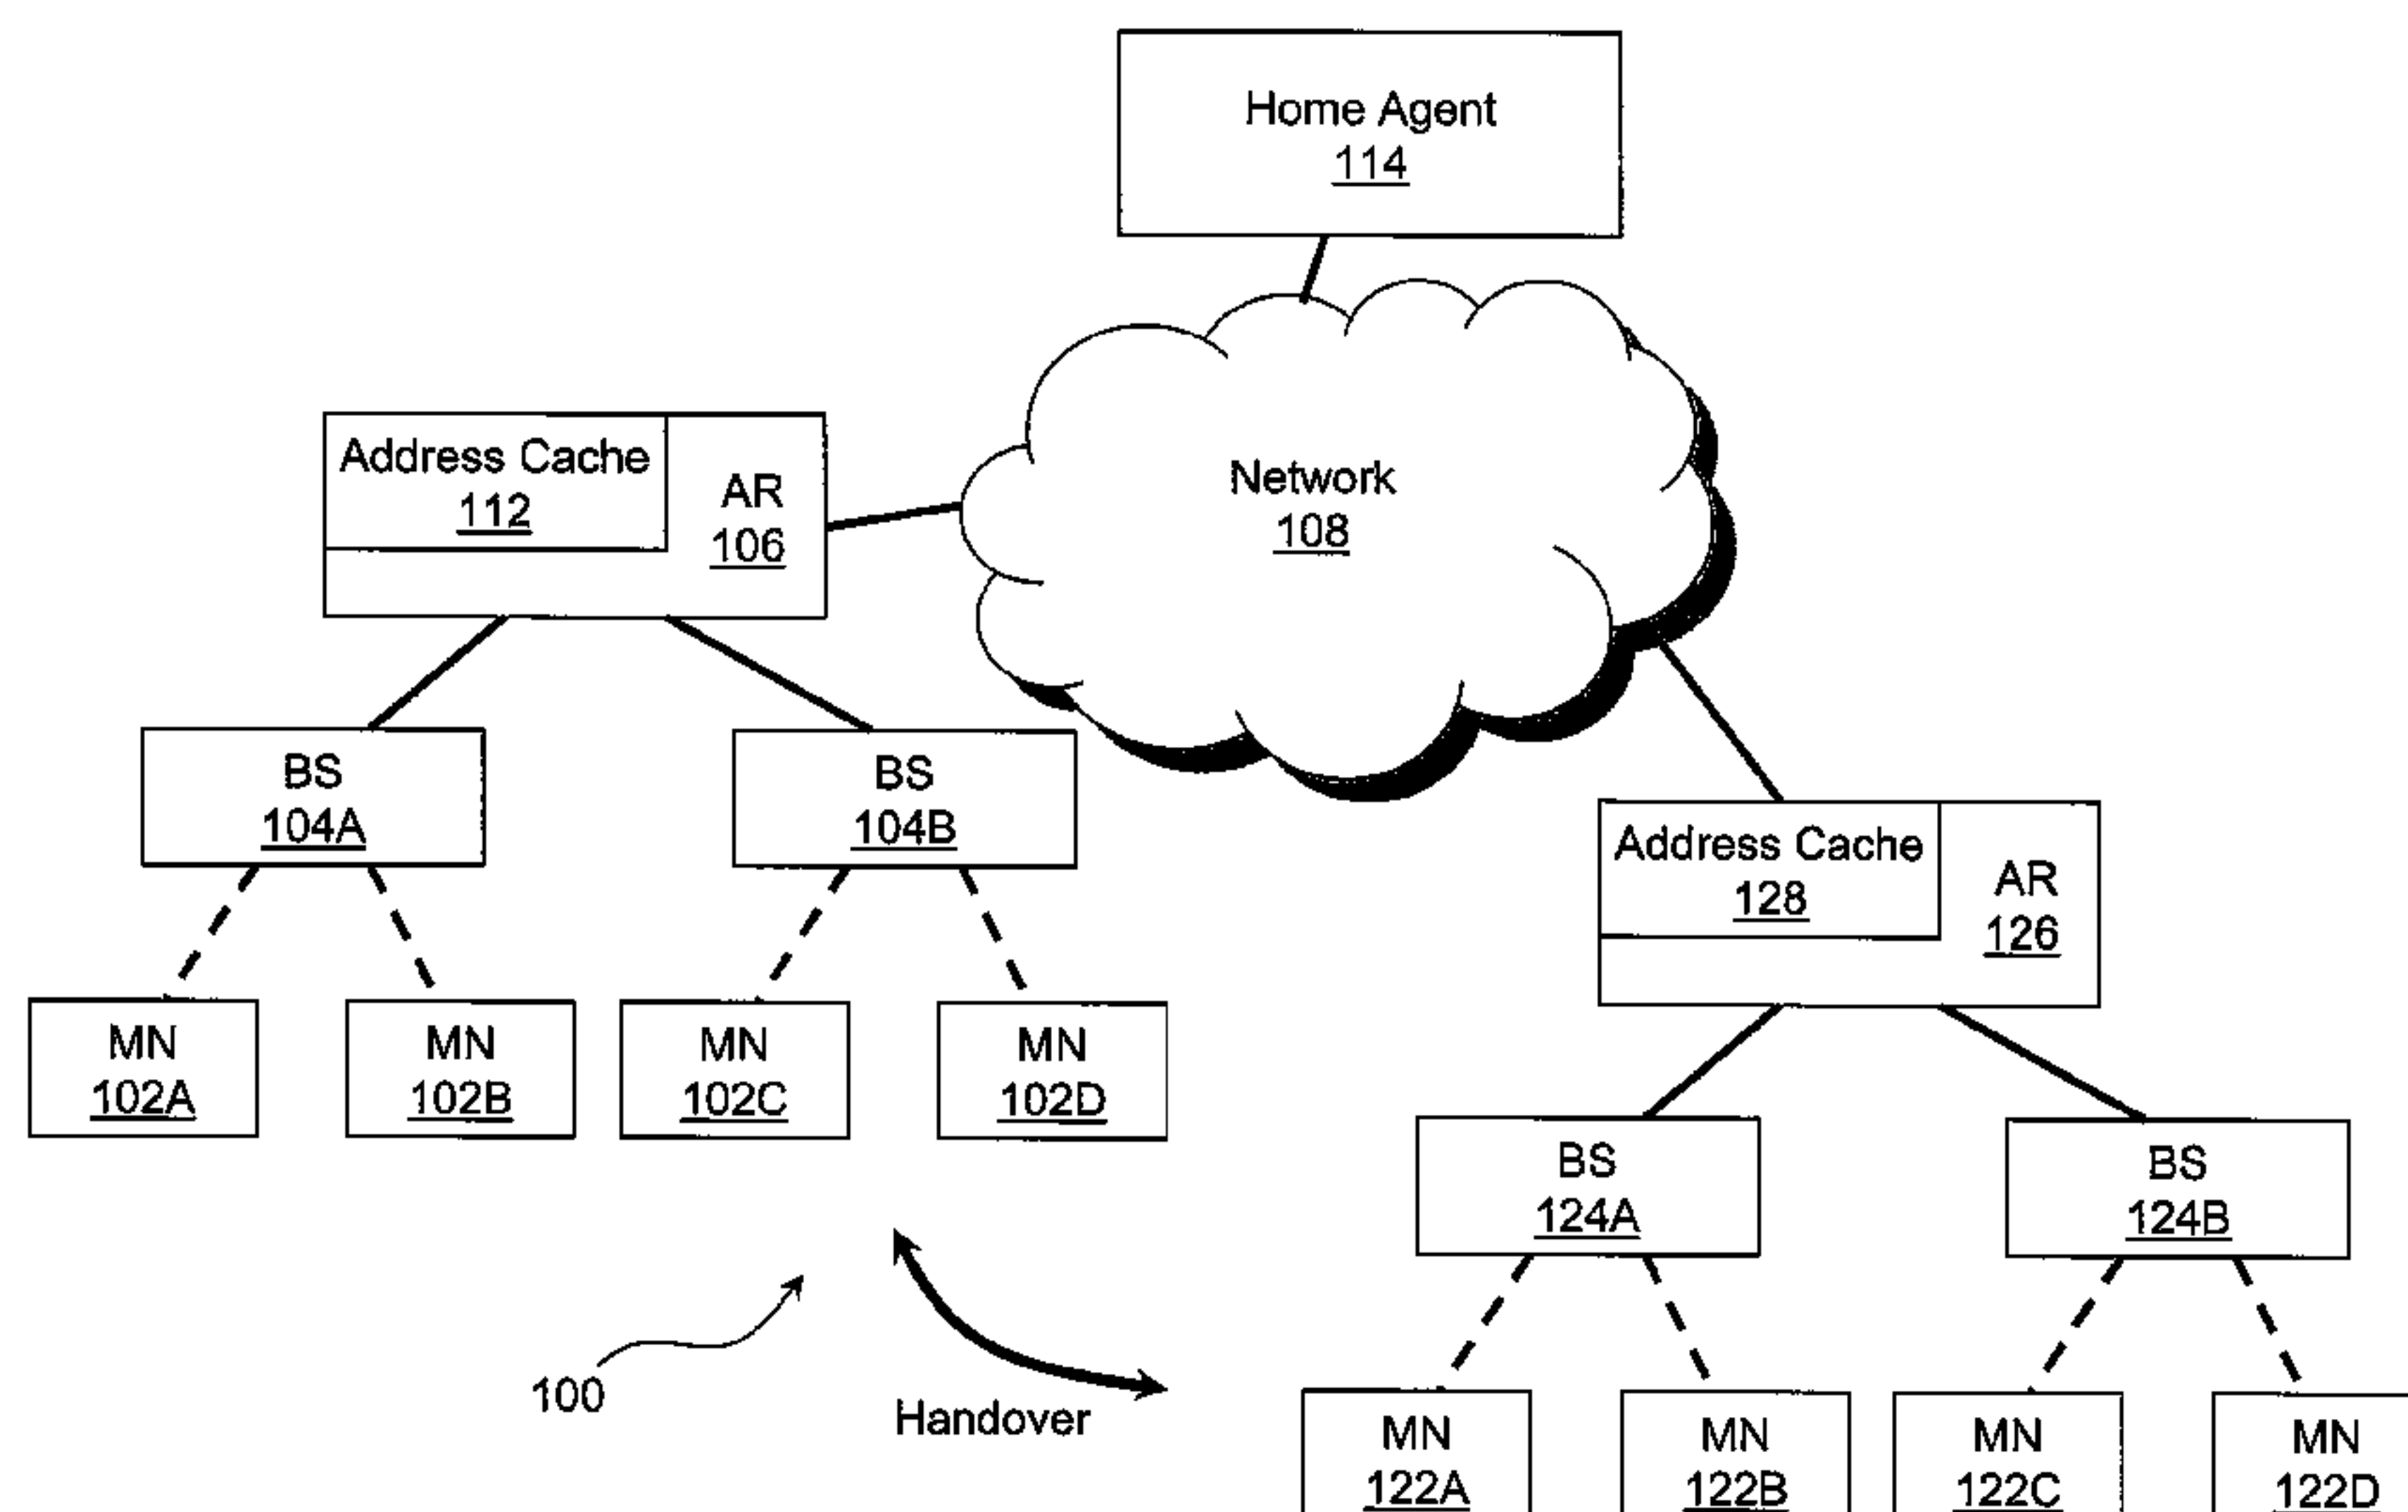 Home Agent
114
Address Cache
112
AR
106
Network
108
BS
104A
BS
104B
Address Cache
128
AR
126
MN
102A
MN
102B
MN
102C
MN
102D
BS
124A
BS
124B
100
Handover
MN
122A
MN
122B
MN
122C
MN
122D